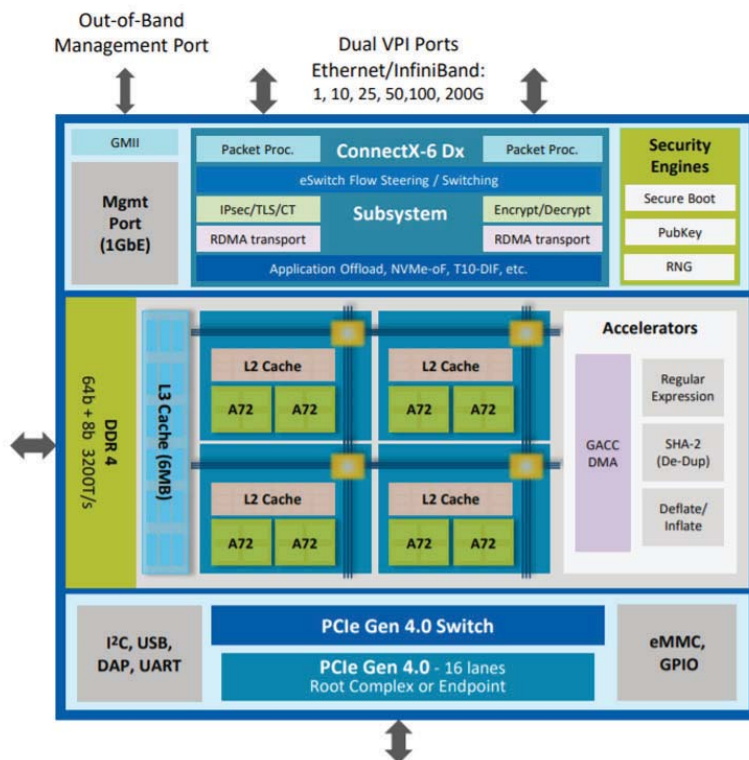 Out-of-Band
Management Port
Dual VPI Ports
Ethernet/InfiniBand:
1, 10, 25, 50,100, 200G
GMII
Mgmt
Port
(1GbE)
Packet Proc.
ConnectX-6 Dx
Packet Proc.
eSwitch Flow Steering / Switching
IPsec/TLS/CT
Subsystem
Encrypt/Decrypt
RDMA transport
RDMA transport
Application Offload, NVMe-oF, T10-DIF, etc.
Security
Engines
Secure Boot
PubKey
RNG
DDR 4
64b + 8b 3200T/s
L3 Cache (6MB)
L2 Cache
A72
A72
L2 Cache
A72
A72
L2 Cache
A72
A72
L2 Cache
A72
A72
Accelerators
GACC
DMA
Regular
Expression
SHA-2
(De-Dup)
Deflate/
Inflate
I²C, USB,
DAP, UART
PCIe Gen 4.0 Switch
PCIe Gen 4.0 - 16 lanes
Root Complex or Endpoint
eMMC,
GPIO